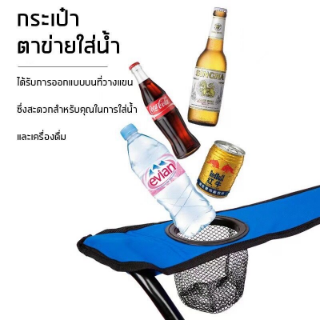 กระเป๋า
ตาข่ายใส่น้ำ
ได้รับการออกแบบบนที่วางแขน
ซึ่งสะดวกสำหรับคุณในการใส่น้ำ
และเครื่องดื่ม
Coca-Cola
evian